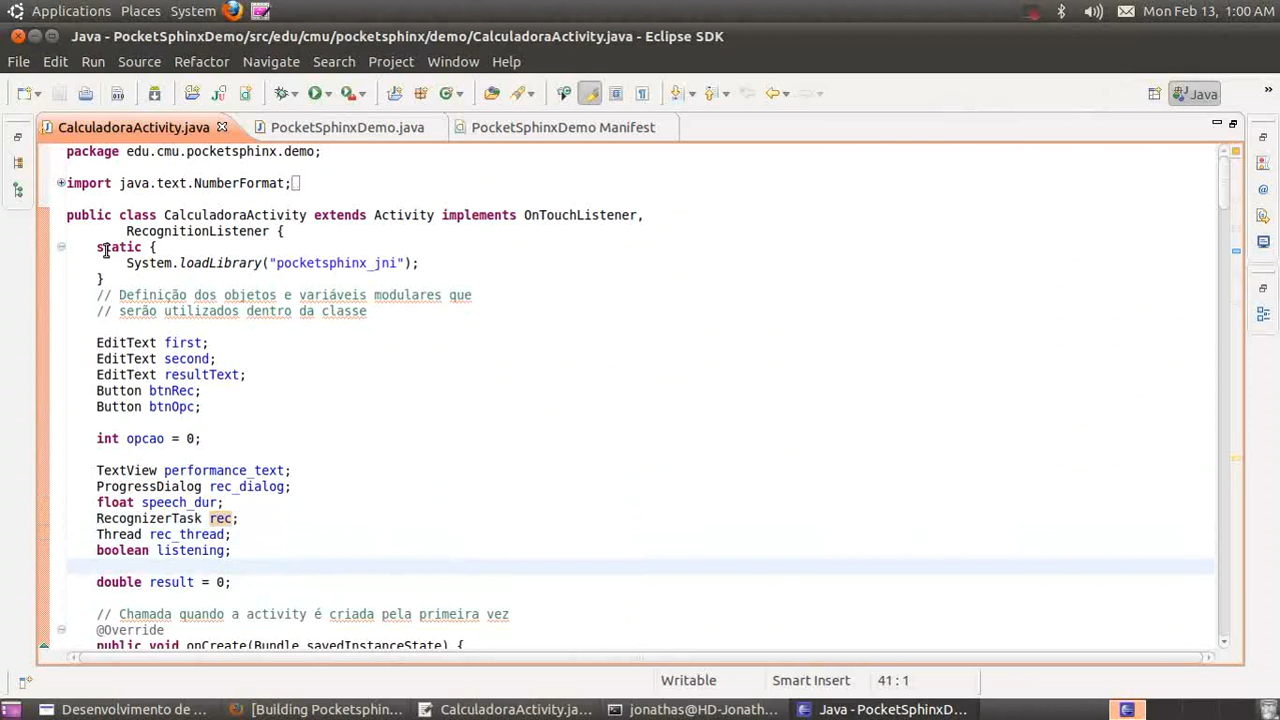 Applications Places System Mon Feb 13, 1:00 AM
Java - PocketSphinxDemo/src/edu/cmu/pocketsphinx/demo/CalculadoraActivity.java - Eclipse SDK
File Edit Run Source Refactor Navigate Search Project Window Help
Java
CalculadoraActivity.java PocketSphinxDemo.java PocketSphinxDemo Manifest
package edu.cmu.pocketsphinx.demo;
import java.text.NumberFormat;
public class CalculadoraActivity extends Activity implements OnTouchListener,
RecognitionListener {
static {
System.loadLibrary("pocketsphinx_jni");
}
// Definição dos objetos e variáveis modulares que
// serão utilizados dentro da classe
EditText first;
EditText second;
EditText resultText;
Button btnRec;
Button btnOpc;
int opcao = 0;
TextView performance_text;
ProgressDialog rec_dialog;
float speech_dur;
RecognizerTask rec;
Thread rec_thread;
boolean listening;
double result = 0;
// Chamada quando a activity é criada pela primeira vez
@Override
public void onCreate(Bundle savedInstanceState) {
Writable Smart Insert 41 : 1
Desenvolvimento de ... [Building Pocketsphin... CalculadoraActivity.ja... jonathas@HD-Jonath... Java - PocketSphinxD...